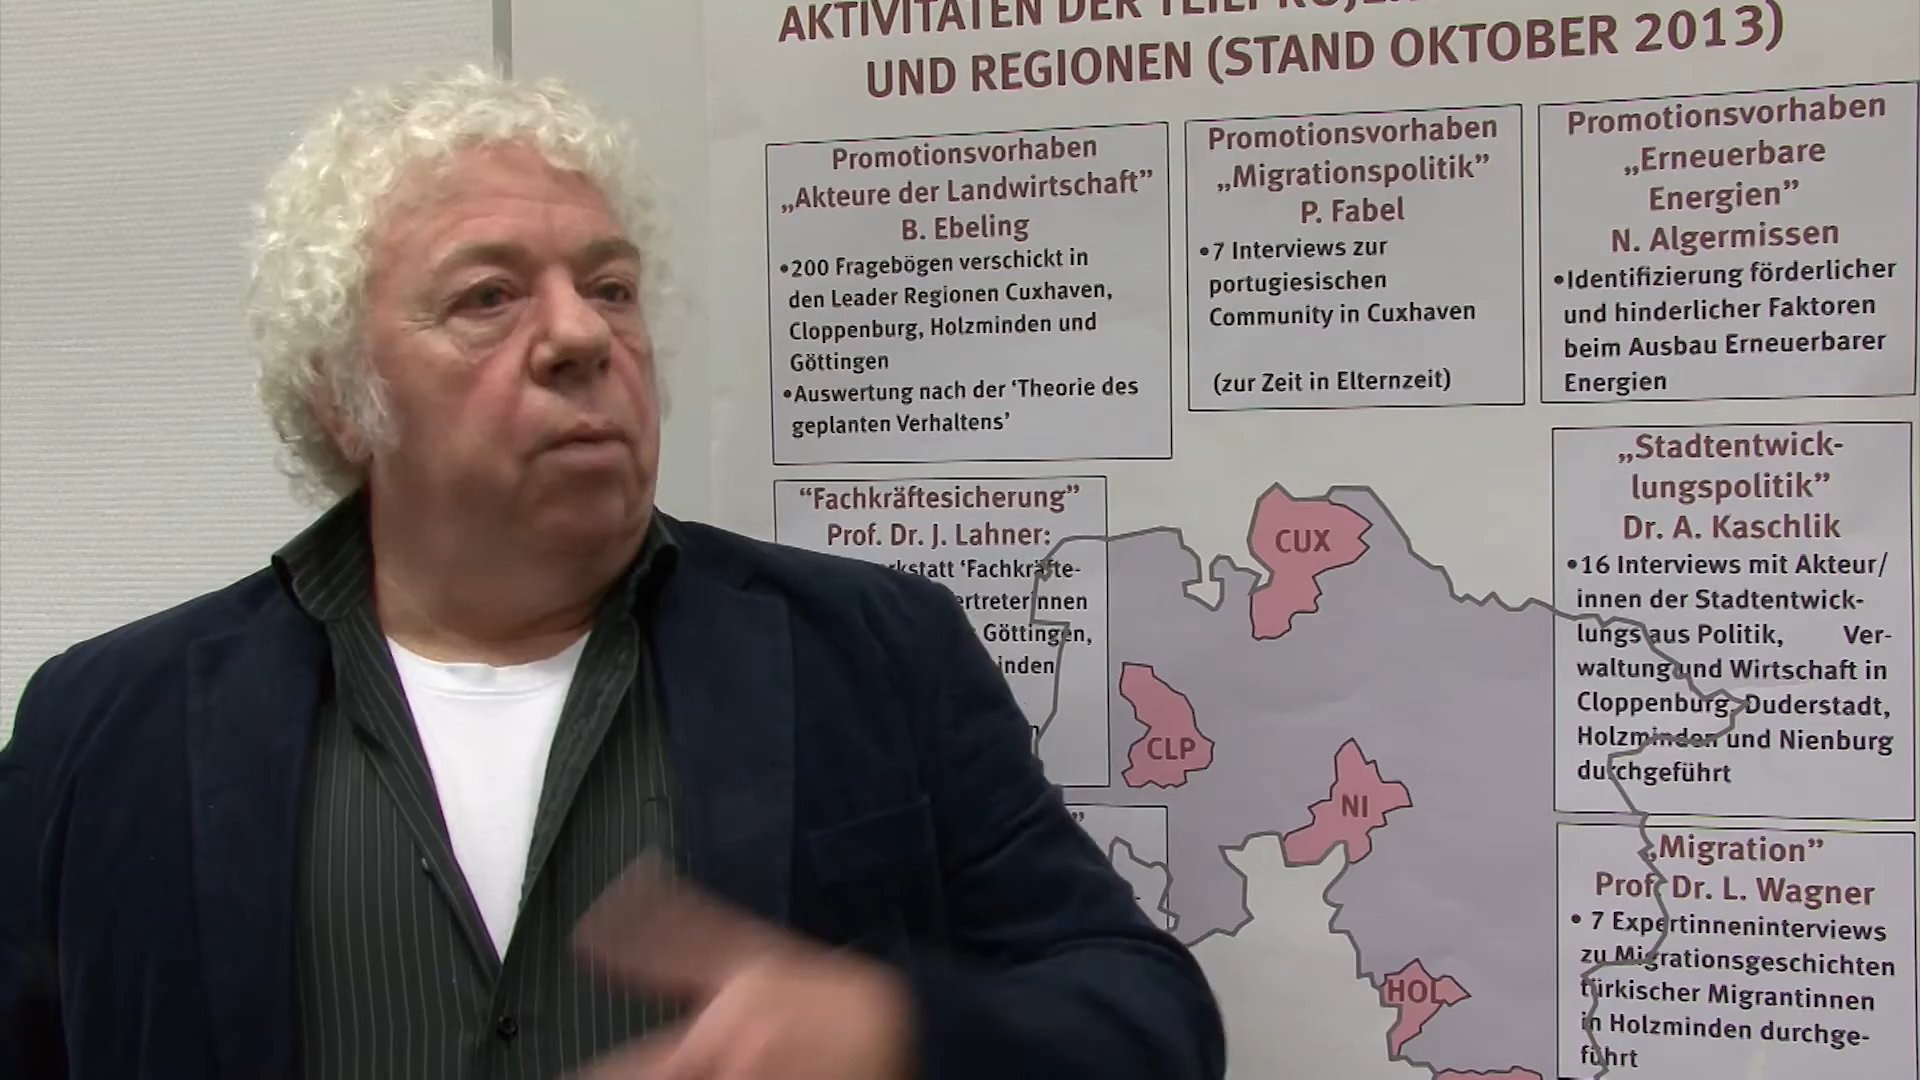 AKTIVITÄTEN DER
UND REGIONEN (STAND OKTOBER 2013)
Promotionsvorhaben
„Akteure der Landwirtschaft”
B. Ebeling
•200 Fragebögen verschickt in
den Leader Regionen Cuxhaven,
Cloppenburg, Holzminden und
Göttingen
•Auswertung nach der ‘Theorie des
geplanten Verhaltens’
Promotionsvorhaben
„Migrationspolitik”
P. Fabel
•7 Interviews zur
portugiesischen
Community in Cuxhaven
(zur Zeit in Elternzeit)
Promotionsvorhaben
„Erneuerbare
Energien”
N. Algermissen
•Identifizierung förderlicher
und hinderlicher Faktoren
beim Ausbau Erneuerbarer
Energien
“Fachkräftesicherung”
Prof. Dr. J. Lahner:
‘Fachkräfte-
Göttingen,
CUX
CLP
NI
HOL
„Stadtentwick-
lungspolitik”
Dr. A. Kaschlik
•16 Interviews mit Akteur/
innen der Stadtentwick-
lungs aus Politik, Ver-
waltung und Wirtschaft in
Cloppenburg, Duderstadt,
Holzminden und Nienburg
durchgeführt
„Migration”
Prof. Dr. L. Wagner
• 7 Expertinneninterviews
zu Migrationsgeschichten
türkischer Migrantinnen
in Holzminden durchge-
führt